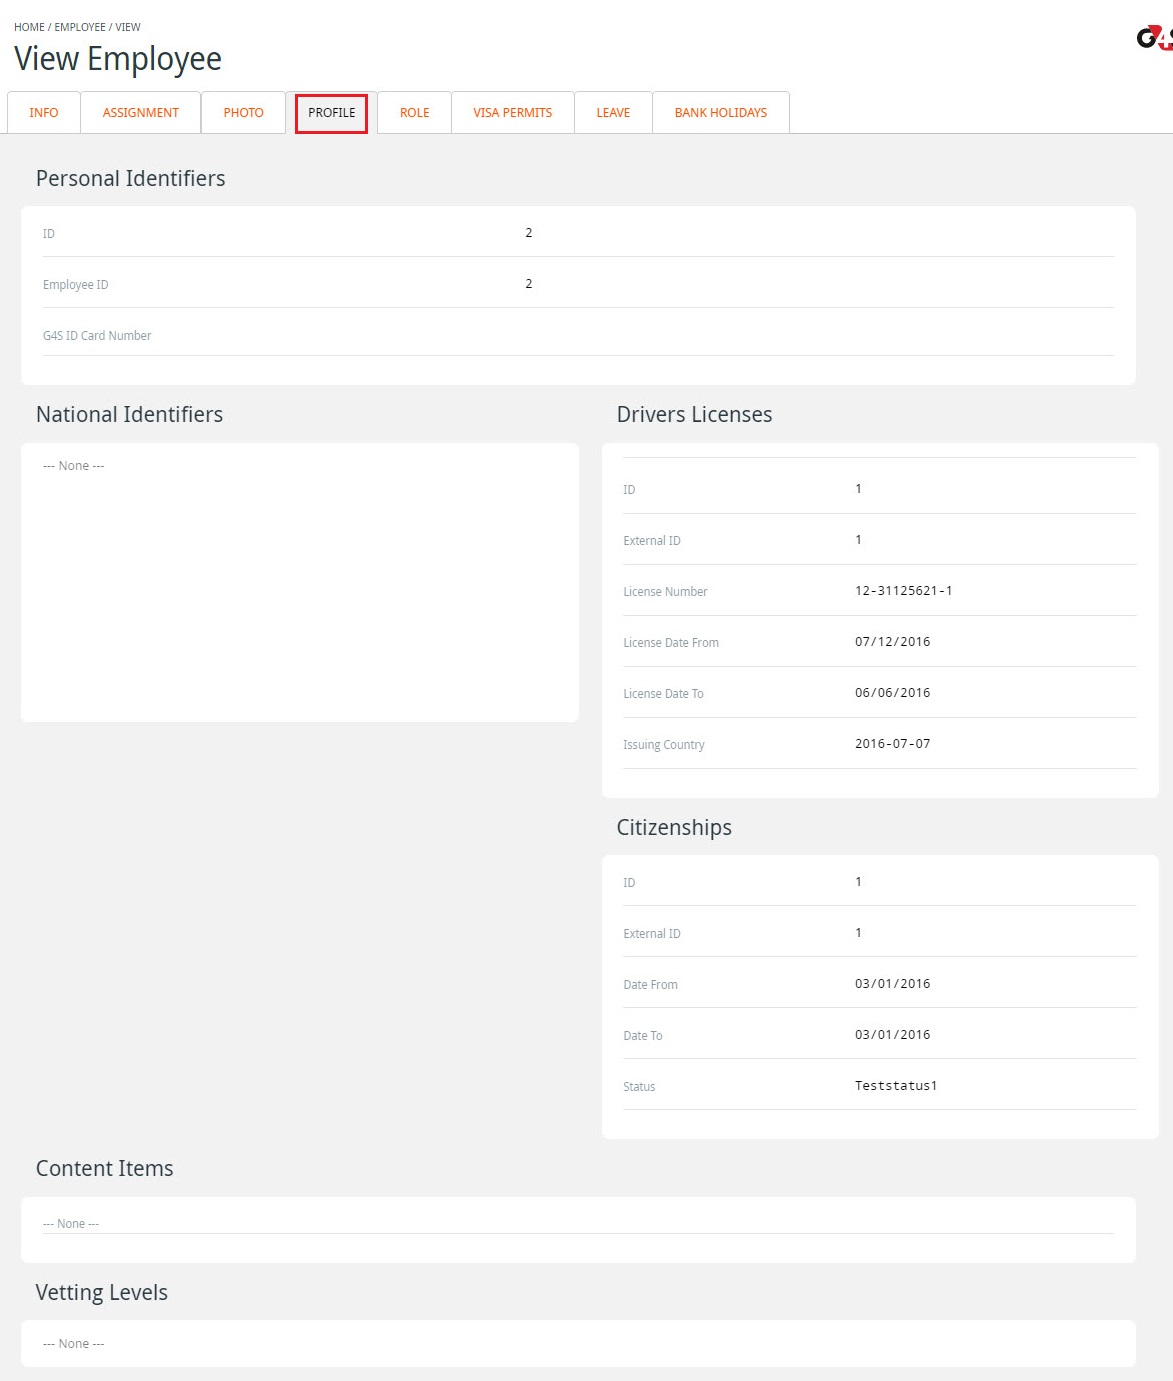 HOME / EMPLOYEE / VIEW
G4S
View Employee
INFO ASSIGNMENT PHOTO PROFILE ROLE VISA PERMITS LEAVE BANK HOLIDAYS
Personal Identifiers
ID 2
Employee ID 2
G4S ID Card Number
National Identifiers
--- None ---
Drivers Licenses
ID 1
External ID 1
License Number 12-31125621-1
License Date From 07/12/2016
License Date To 06/06/2016
Issuing Country 2016-07-07
Citizenships
ID 1
External ID 1
Date From 03/01/2016
Date To 03/01/2016
Status Teststatus1
Content Items
--- None ---
Vetting Levels
--- None ---